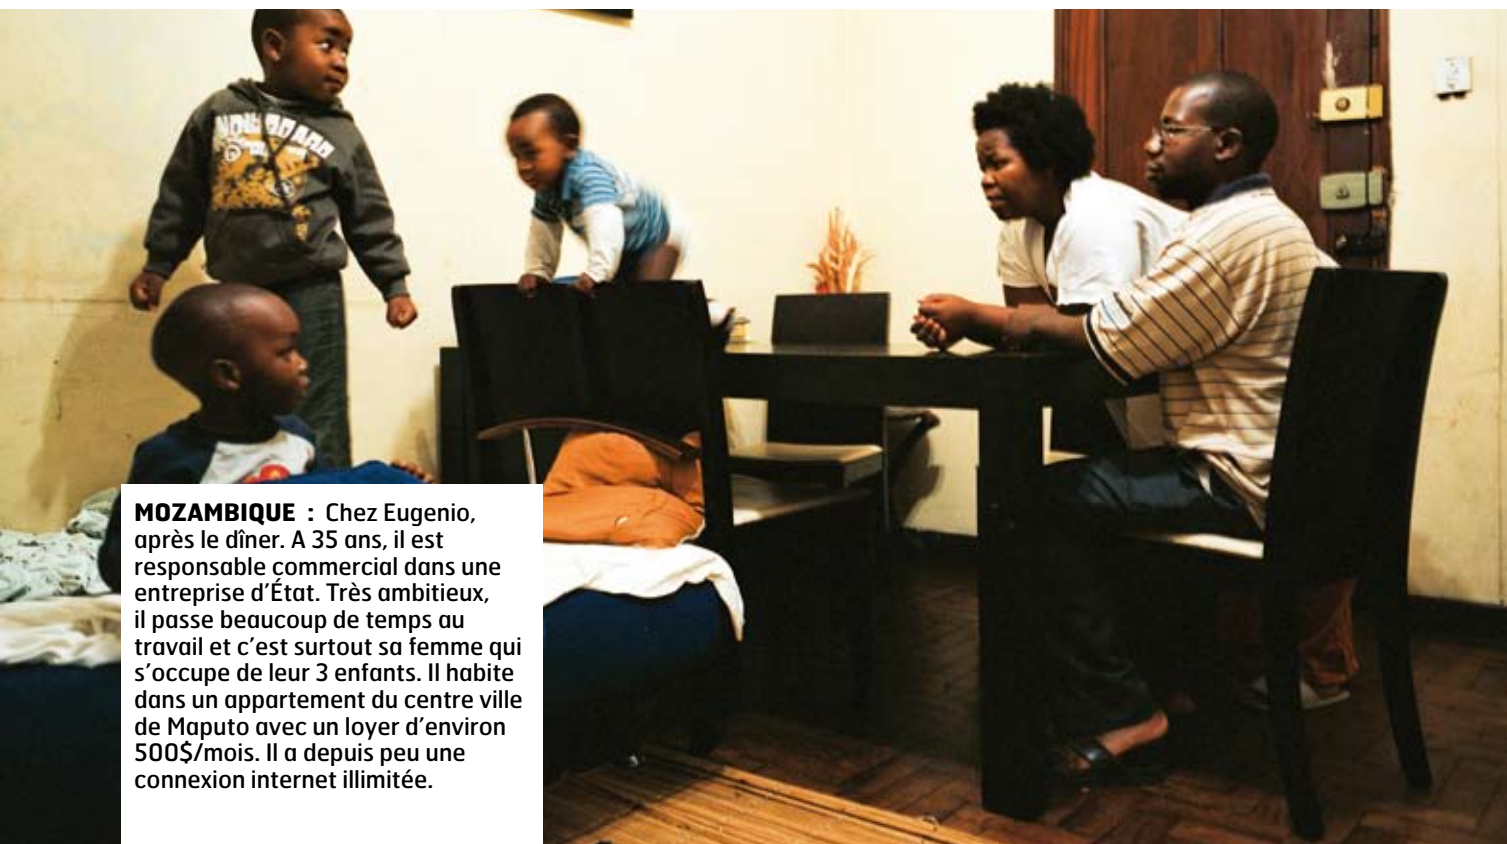 MOZAMBIQUE : Chez Eugenio,
après le dîner. A 35 ans, il est
responsable commercial dans une
entreprise d'État. Très ambitieux,
il passe beaucoup de temps au
travail et c'est surtout sa femme qui
s'occupe de leur 3 enfants. Il habite
dans un appartement du centre ville
de Maputo avec un loyer d'environ
500$/mois. Il a depuis peu une
connexion internet illimitée.